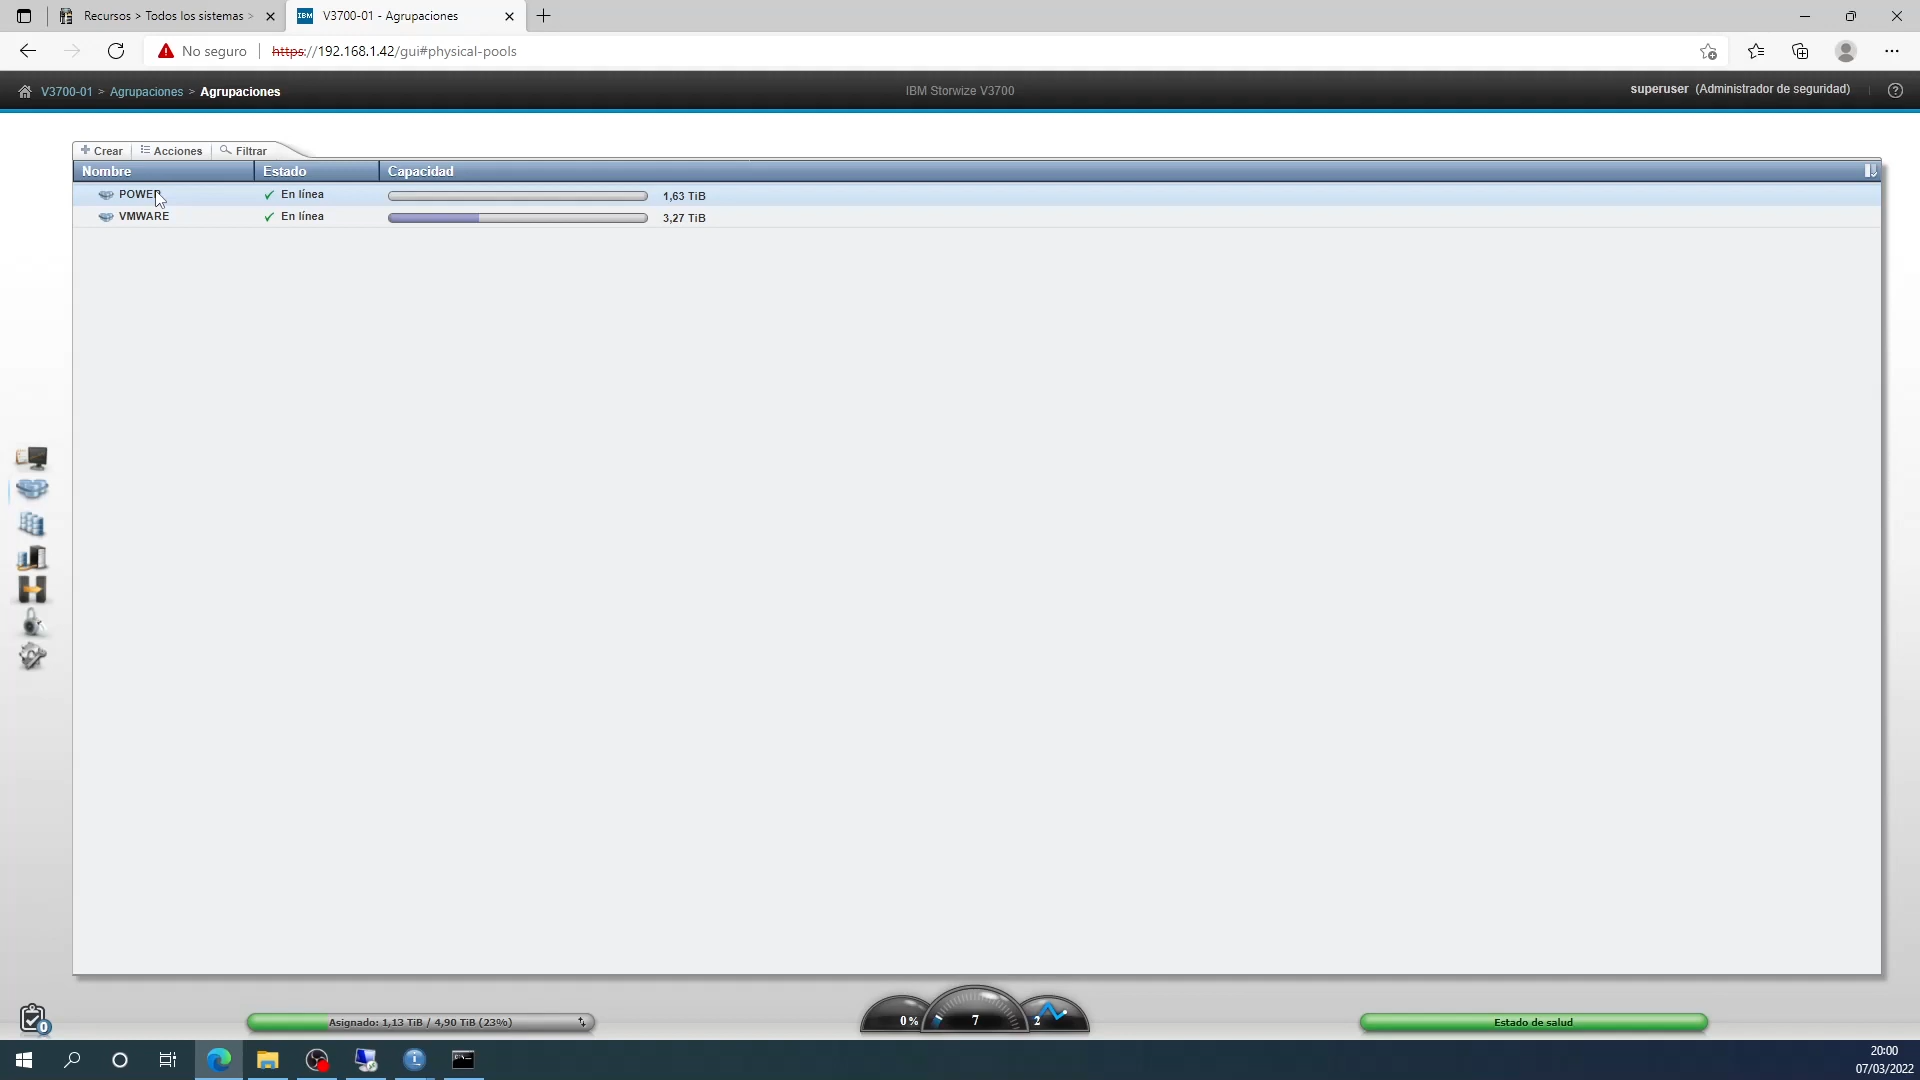 Recursos > Todos los sistemas >
IBM V3700-01 - Agrupaciones
No seguro https://192.168.1.42/gui#physical-pools
V3700-01 > Agrupaciones > Agrupaciones
IBM Storwize V3700
superuser (Administrador de seguridad)
Crear Acciones Filtrar
Nombre Estado Capacidad
POWER En línea 1,63 TiB
VMWARE En línea 3,27 TiB
0
Asignado: 1,13 TiB / 4,90 TiB (23%)
0% 7 2
Estado de salud
20:00
07/03/2022